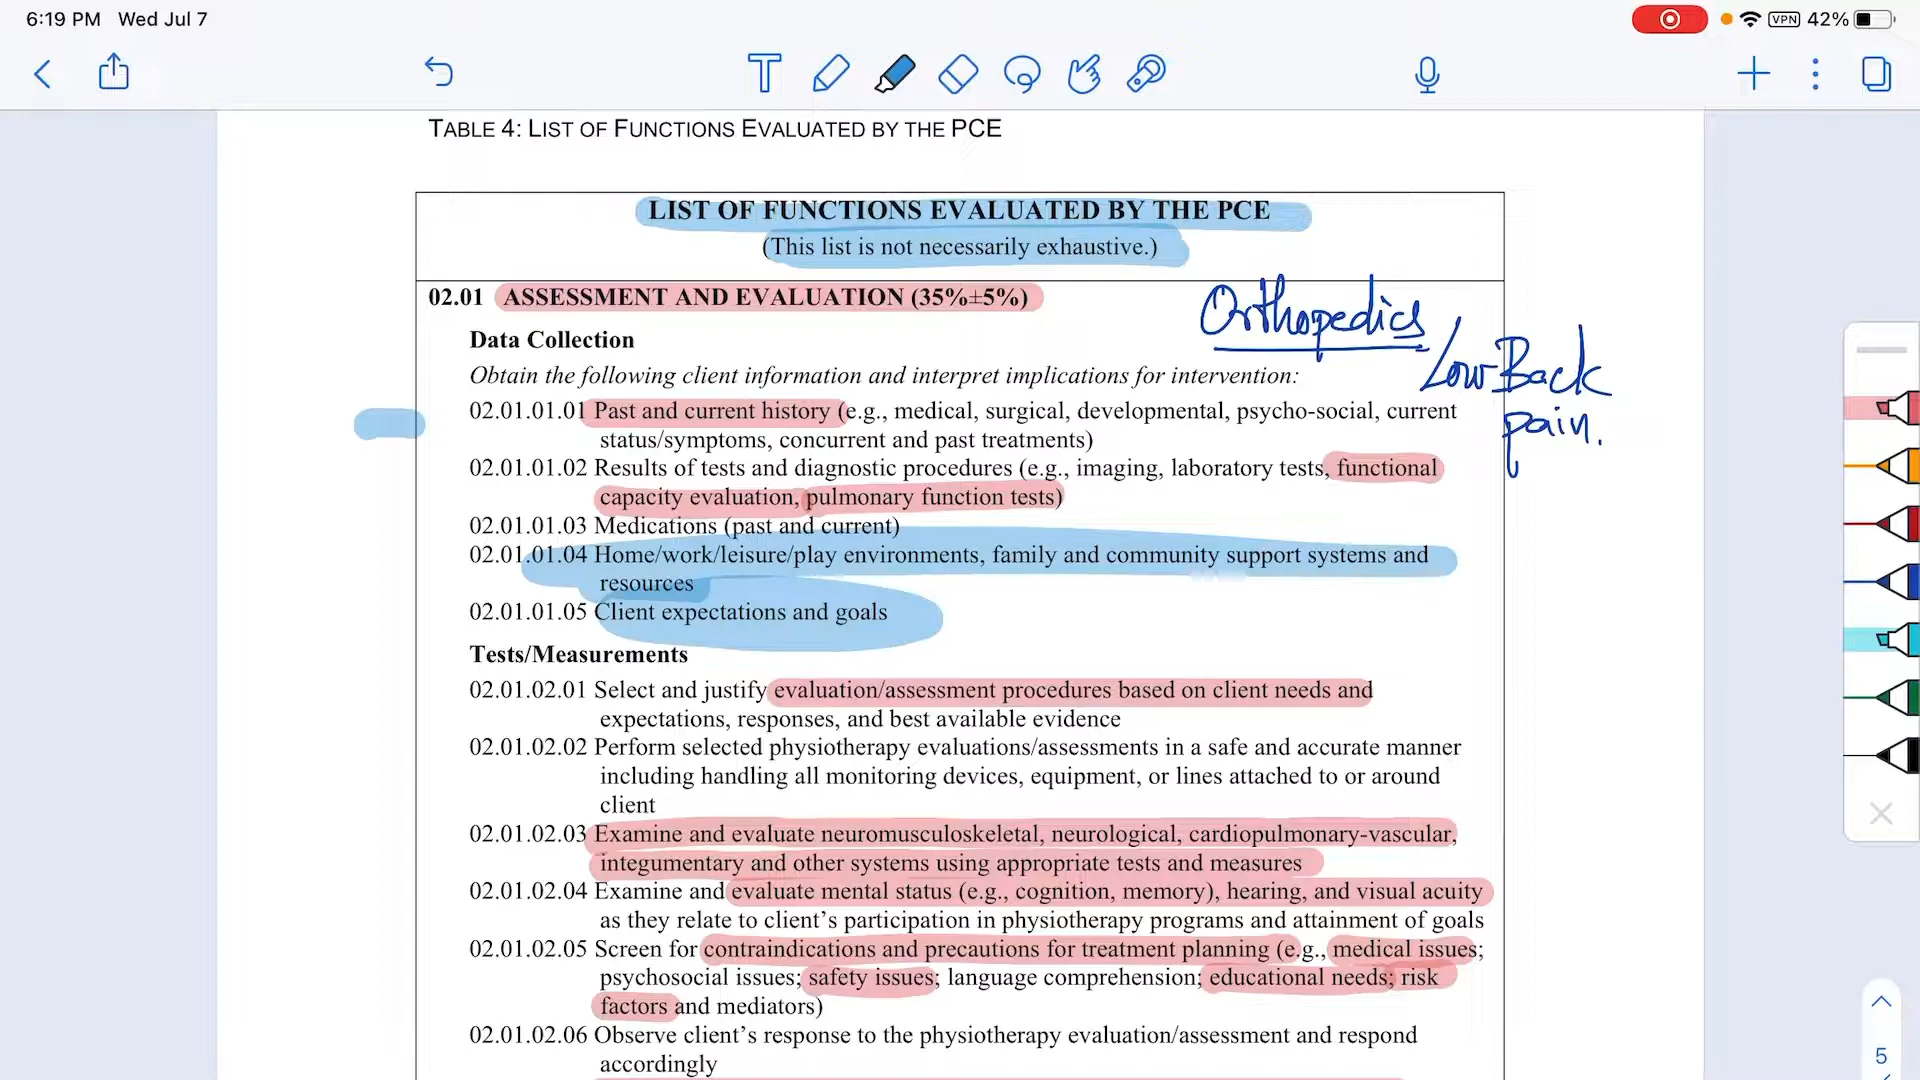 6:19 PM Wed Jul 7
VPN 42%
TABLE 4: LIST OF FUNCTIONS EVALUATED BY THE PCE
LIST OF FUNCTIONS EVALUATED BY THE PCE
(This list is not necessarily exhaustive.)
02.01 ASSESSMENT AND EVALUATION (35%±5%)
Orthopedics
Low Back
pain.
Data Collection
Obtain the following client information and interpret implications for intervention:
02.01.01.01 Past and current history (e.g., medical, surgical, developmental, psycho-social, current
status/symptoms, concurrent and past treatments)
02.01.01.02 Results of tests and diagnostic procedures (e.g., imaging, laboratory tests, functional
capacity evaluation, pulmonary function tests)
02.01.01.03 Medications (past and current)
02.01.01.04 Home/work/leisure/play environments, family and community support systems and
resources
02.01.01.05 Client expectations and goals
Tests/Measurements
02.01.02.01 Select and justify evaluation/assessment procedures based on client needs and
expectations, responses, and best available evidence
02.01.02.02 Perform selected physiotherapy evaluations/assessments in a safe and accurate manner
including handling all monitoring devices, equipment, or lines attached to or around
client
02.01.02.03 Examine and evaluate neuromusculoskeletal, neurological, cardiopulmonary-vascular,
integumentary and other systems using appropriate tests and measures
02.01.02.04 Examine and evaluate mental status (e.g., cognition, memory), hearing, and visual acuity
as they relate to client’s participation in physiotherapy programs and attainment of goals
02.01.02.05 Screen for contraindications and precautions for treatment planning (e.g., medical issues;
psychosocial issues; safety issues; language comprehension; educational needs; risk
factors and mediators)
02.01.02.06 Observe client’s response to the physiotherapy evaluation/assessment and respond
accordingly
5